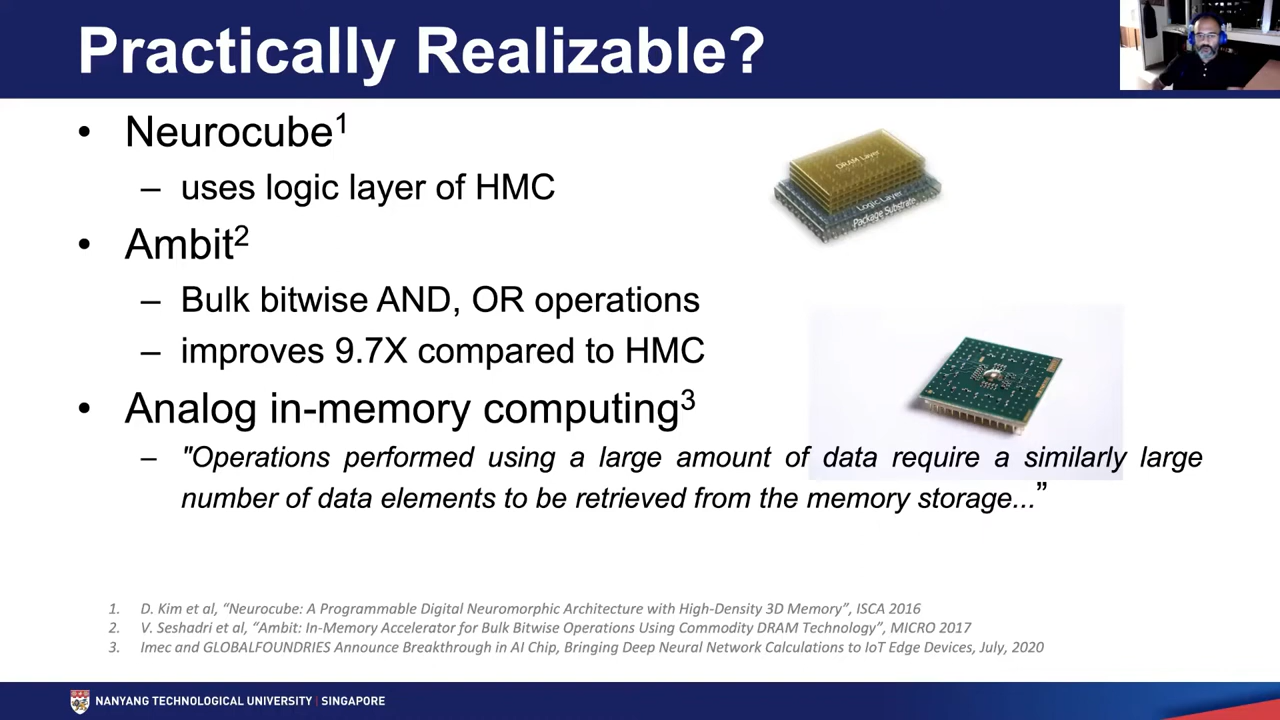 Practically Realizable?
• Neurocube1
– uses logic layer of HMC
DRAM Layer
Logic Layer
Package Substrate
• Ambit2
– Bulk bitwise AND, OR operations
– improves 9.7X compared to HMC
• Analog in-memory computing3
– "Operations performed using a large amount of data require a similarly large
number of data elements to be retrieved from the memory storage...”
1. D. Kim et al, “Neurocube: A Programmable Digital Neuromorphic Architecture with High-Density 3D Memory”, ISCA 2016
2. V. Seshadri et al, “Ambit: In-Memory Accelerator for Bulk Bitwise Operations Using Commodity DRAM Technology”, MICRO 2017
3. Imec and GLOBALFOUNDRIES Announce Breakthrough in AI Chip, Bringing Deep Neural Network Calculations to IoT Edge Devices, July, 2020
NANYANG TECHNOLOGICAL UNIVERSITY | SINGAPORE